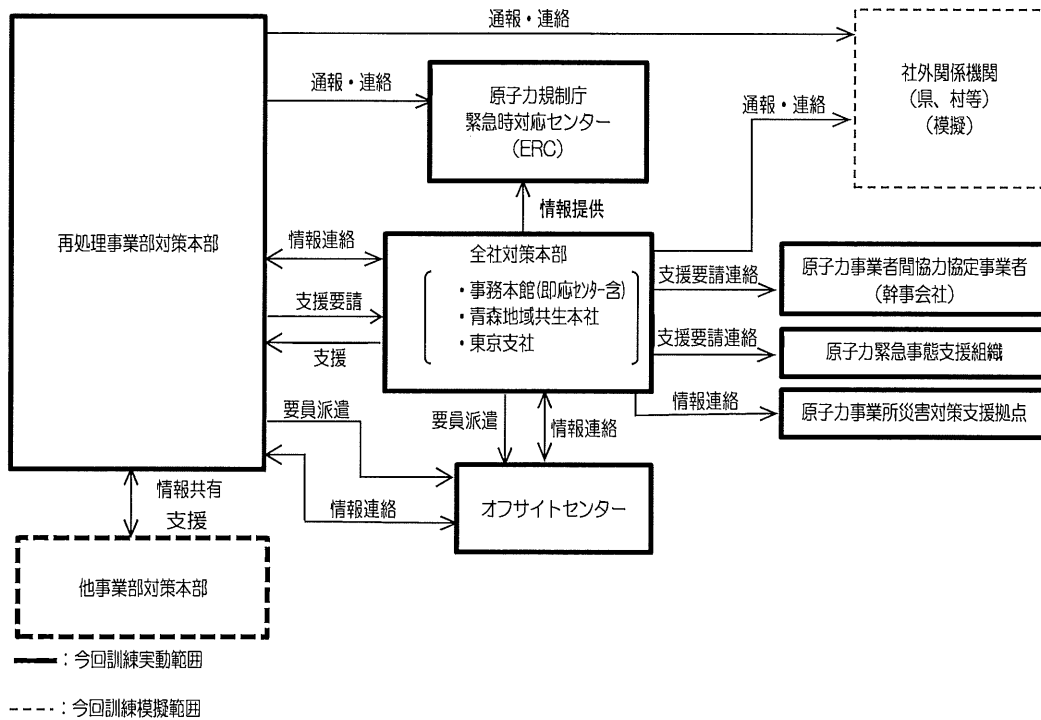 通報・連絡
社外関係機関
(県、村等)
(模擬)
通報・連絡
原子力規制庁
緊急時対応センター
(ERC)
通報・連絡
情報提供
再処理事業部対策本部
情報連絡
全社対策本部
・事務本館(即応センター含)
・青森地域共生本社
・東京支社
支援要請
支援
支援要請連絡
原子力事業者間協力協定事業者
(幹事会社)
支援要請連絡
原子力緊急事態支援組織
情報連絡
原子力事業所災害対策支援拠点
要員派遣
要員派遣
情報連絡
情報連絡
オフサイトセンター
情報共有
支援
他事業部対策本部
:今回訓練実動範囲
:今回訓練模擬範囲